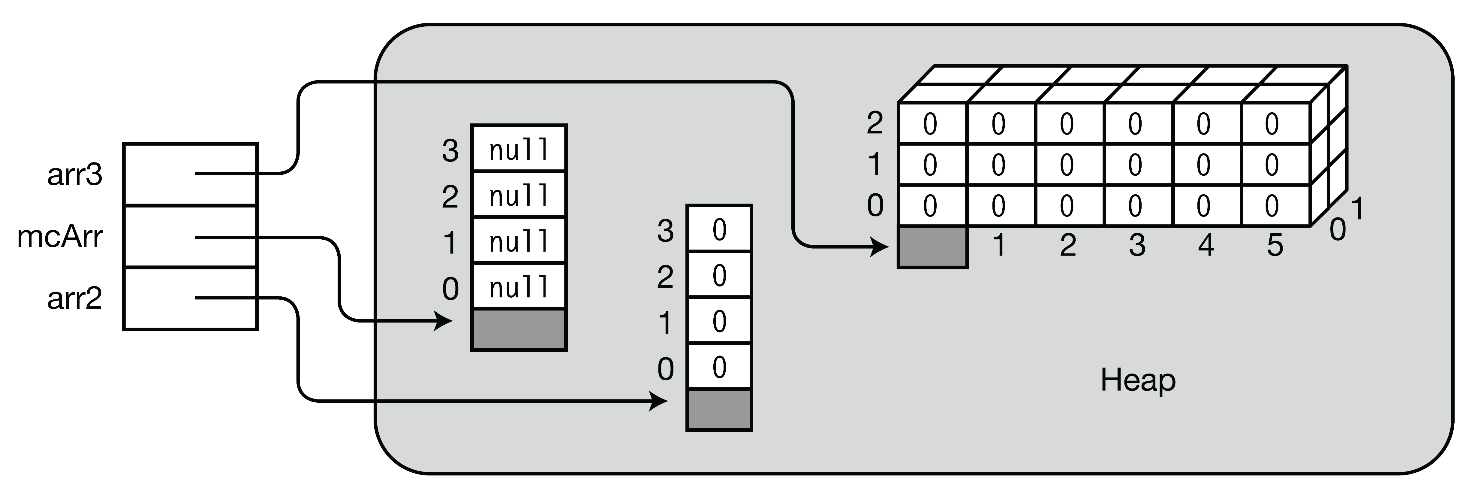 arr3
mcArr
arr2
3 null
2 null
1 null
0 null
3 0
2 0
1 0
0 0
2 0 0 0 0 0 0
1 0 0 0 0 0 0
0 0 0 0 0 0 0
1 2 3 4 5 0 1
Heap